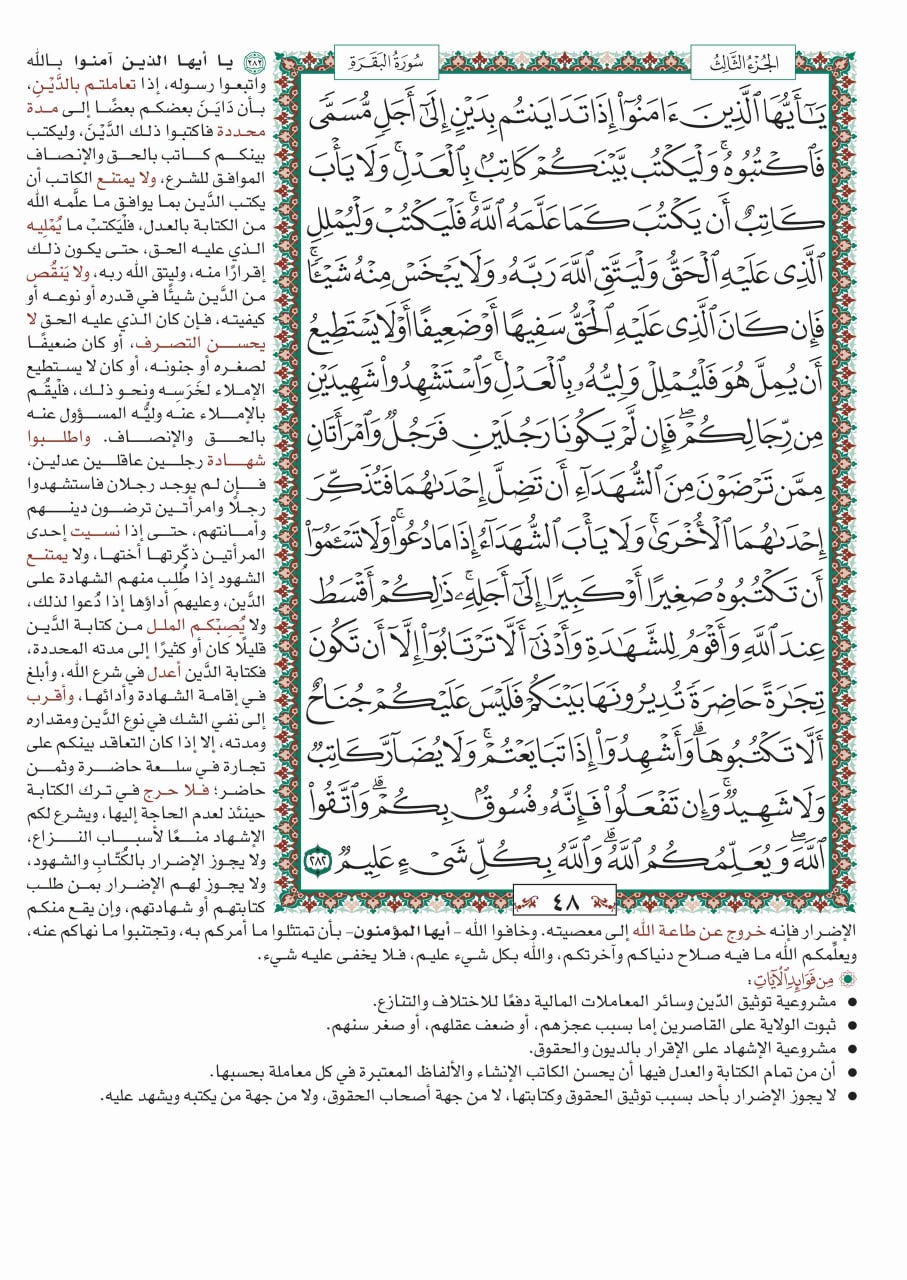 الجُزْءُ الثَّالِثُ
سُورَةُ البَقَرَةِ
يَٰٓأَيُّهَا ٱلَّذِينَ ءَامَنُوٓا۟ إِذَا تَدَايَنتُم بِدَيْنٍ إِلَىٰٓ أَجَلٍ مُّسَمًّى
فَٱكْتُبُوهُ ۚ وَلْيَكْتُب بَّيْنَكُمْ كَاتِبٌۢ بِٱلْعَدْلِ ۚ وَلَا يَأْبَ
كَاتِبٌ أَن يَكْتُبَ كَمَا عَلَّمَهُ ٱللَّهُ ۚ فَلْيَكْتُبْ وَلْيُمْلِلِ
ٱلَّذِى عَلَيْهِ ٱلْحَقُّ وَلْيَتَّقِ ٱللَّهَ رَبَّهُۥ وَلَا يَبْخَسْ مِنْهُ شَيْـًٔا ۚ
فَإِن كَانَ ٱلَّذِى عَلَيْهِ ٱلْحَقُّ سَفِيهًا أَوْ ضَعِيفًا أَوْ لَا يَسْتَطِيعُ
أَن يُمِلَّ هُوَ فَلْيُمْلِلْ وَلِيُّهُۥ بِٱلْعَدْلِ ۚ وَٱسْتَشْهِدُوا۟ شَهِيدَيْنِ
مِن رِّجَالِكُمْ ۖ فَإِن لَّمْ يَكُونَا رَجُلَيْنِ فَرَجُلٌ وَٱمْرَأَتَانِ
مِمَّن تَرْضَوْنَ مِنَ ٱلشُّهَدَآءِ أَن تَضِلَّ إِحْدَىٰهُمَا فَتُذَكِّرَ
إِحْدَىٰهُمَا ٱلْأُخْرَىٰ ۚ وَلَا يَأْبَ ٱلشُّهَدَآءُ إِذَا مَا دُعُوا۟ ۚ وَلَا تَسْـَٔمُوٓا۟
أَن تَكْتُبُوهُ صَغِيرًا أَوْ كَبِيرًا إِلَىٰٓ أَجَلِهِۦ ۚ ذَٰلِكُمْ أَقْسَطُ
عِندَ ٱللَّهِ وَأَقْوَمُ لِلشَّهَٰدَةِ وَأَدْنَىٰٓ أَلَّا تَرْتَابُوٓا۟ ۖ إِلَّآ أَن تَكُونَ
تِجَٰرَةً حَاضِرَةً تُدِيرُونَهَا بَيْنَكُمْ فَلَيْسَ عَلَيْكُمْ جُنَاحٌ
أَلَّا تَكْتُبُوهَا ۗ وَأَشْهِدُوٓا۟ إِذَا تَبَايَعْتُمْ ۚ وَلَا يُضَآرَّ كَاتِبٌ
وَلَا شَهِيدٌ ۚ وَإِن تَفْعَلُوا۟ فَإِنَّهُۥ فُسُوقٌۢ بِكُمْ ۗ وَٱتَّقُوا۟
ٱللَّهَ ۖ وَيُعَلِّمُكُمُ ٱللَّهُ ۗ وَٱللَّهُ بِكُلِّ شَىْءٍ عَلِيمٌ ٢٨٢
٤٨
٢٨٢ يا أيها الذين آمنوا بالله
واتبعوا رسوله، إذا تعاملتم بالدَّيْنِ،
بأن دَايَنَ بعضكم بعضًا إلى مدة
محددة فاكتبوا ذلك الدَّيْنَ، وليكتب
بينكم كاتب بالحق والإنصاف
الموافق للشرع، ولا يمتنع الكاتب أن
يكتب الدَّين بما يوافق ما علَّمه الله
من الكتابة بالعدل، فليَكتبْ ما يُمْلِيه
الذي عليه الحق، حتى يكون ذلك
إقرارًا منه، وليتق الله ربه، ولا يَنقُص
من الدَّين شيئًا في قدره أو نوعه أو
كيفيته، فإن كان الذي عليه الحق لا
يحسن التصرف، أو كان ضعيفًا
لصغره أو جنونه، أو كان لا يستطيع
الإملاء لخَرَسه ونحو ذلك، فلْيقُم
بالإملاء عنه وليُّه المسؤول عنه
بالحق والإنصاف. واطلبوا
شهادة رجلين عاقلين عدلين،
فإن لم يوجد رجلان فاستشهدوا
رجلًا وامرأتين ترضون دينهم
وأمانتهم، حتى إذا نسيت إحدى
المرأتين ذكّرتها أختها، ولا يمتنع
الشهود إذا طُلِب منهم الشهادة على
الدَّين، وعليهم أداؤها إذا دُعوا لذلك،
ولا يُصِبْكم الملل من كتابة الدَّين
قليلًا كان أو كثيرًا إلى مدته المحددة،
فكتابة الدَّين أعدل في شرع الله، وأبلغ
في إقامة الشهادة وأدائها، وأقرب
إلى نفي الشك في نوع الدَّين ومقداره
ومدته، إلا إذا كان التعاقد بينكم على
تجارة في سلعة حاضرة وثمن
حاضر؛ فلا حرج في ترك الكتابة
حينئذ لعدم الحاجة إليها، ويشرع لكم
الإشهاد منعًا لأسباب النزاع،
ولا يجوز الإضرار بالكُتّاب والشهود،
ولا يجوز لهم الإضرار بمن طلب
كتابتهم أو شهادتهم، وإن يقع منكم
الإضرار فإنه خروج عن طاعة الله إلى معصيته. وخافوا الله - أيها المؤمنون- بأن تمتثلوا ما أمركم به، وتجتنبوا ما نهاكم عنه،
ويعلِّمكم الله ما فيه صلاح دنياكم وآخرتكم، والله بكل شيء عليم، فلا يخفى عليه شيء.
مِن فَوَائِدِ الْآيَاتِ:
● مشروعية توثيق الدّين وسائر المعاملات المالية دفعًا للاختلاف والتنازع.
● ثبوت الولاية على القاصرين إما بسبب عجزهم، أو ضعف عقلهم، أو صغر سنهم.
● مشروعية الإشهاد على الإقرار بالديون والحقوق.
● أن من تمام الكتابة والعدل فيها أن يحسن الكاتب الإنشاء والألفاظ المعتبرة في كل معاملة بحسبها.
● لا يجوز الإضرار بأحد بسبب توثيق الحقوق وكتابتها، لا من جهة أصحاب الحقوق، ولا من جهة من يكتبه ويشهد عليه.